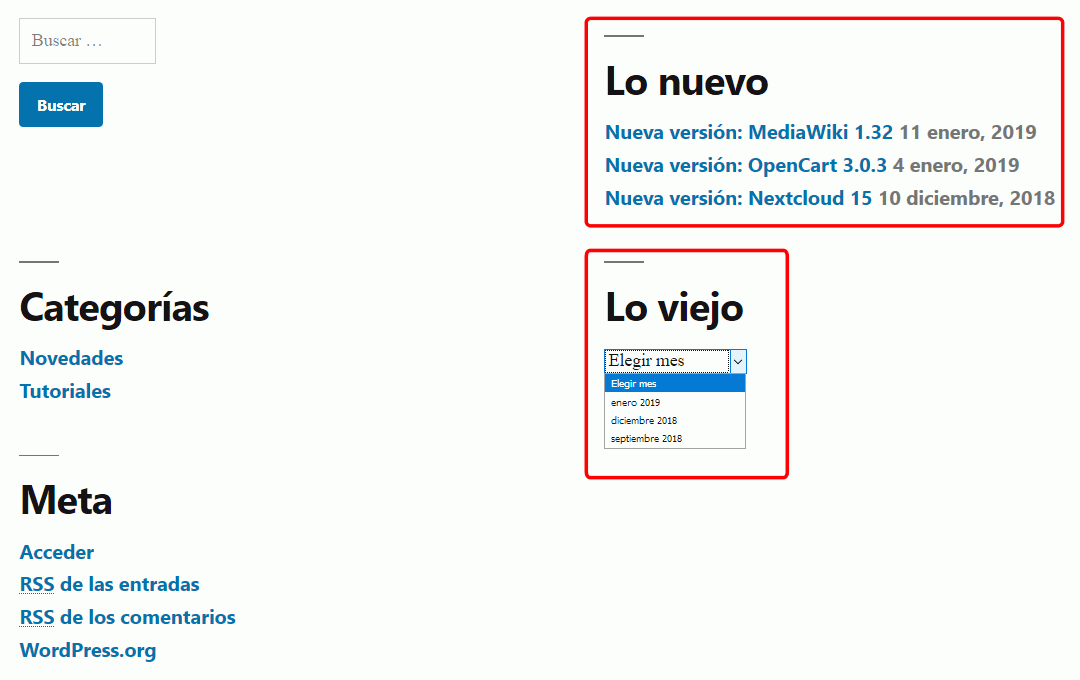 Buscar …
Buscar
Lo nuevo
Nueva versión: MediaWiki 1.32 11 enero, 2019
Nueva versión: OpenCart 3.0.3 4 enero, 2019
Nueva versión: Nextcloud 15 10 diciembre, 2018
Categorías
Novedades
Tutoriales
Lo viejo
Elegir mes
Elegir mes
enero 2019
diciembre 2018
septiembre 2018
Meta
Acceder
RSS de las entradas
RSS de los comentarios
WordPress.org